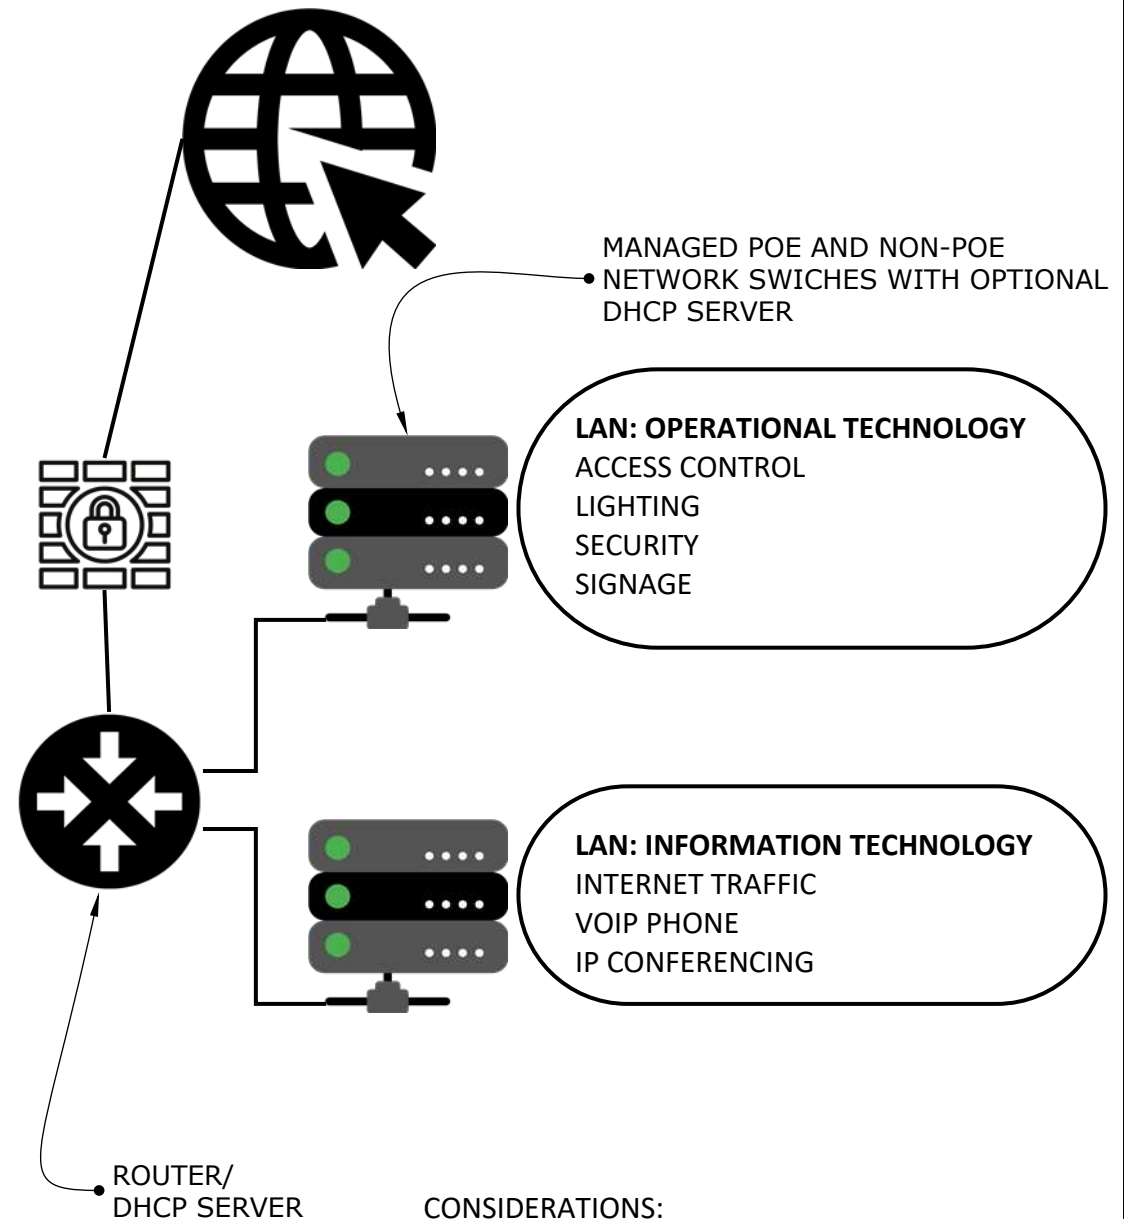 MANAGED POE AND NON-POE
NETWORK SWICHES WITH OPTIONAL
DHCP SERVER
LAN: OPERATIONAL TECHNOLOGY
ACCESS CONTROL
LIGHTING
SECURITY
SIGNAGE
LAN: INFORMATION TECHNOLOGY
INTERNET TRAFFIC
VOIP PHONE
IP CONFERENCING
ROUTER/
DHCP SERVER
CONSIDERATIONS: